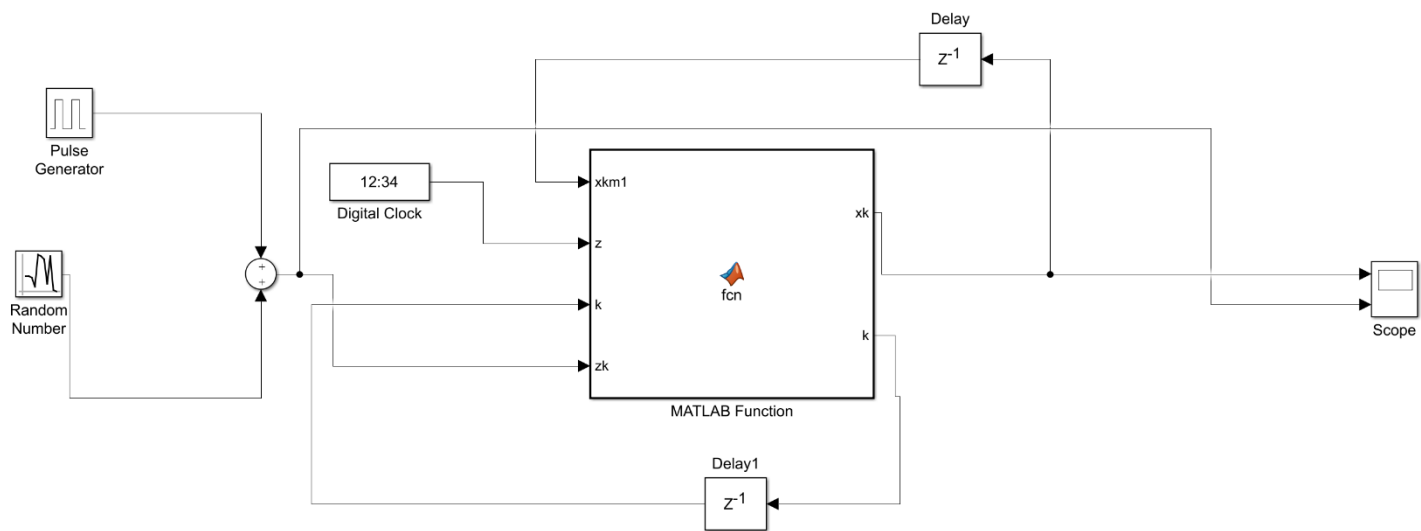 Delay
Z-1
Pulse
Generator
12:34
Digital Clock
xkm1
z
k
zk
xk
k
fcn
MATLAB Function
+
+
Random
Number
Scope
Delay1
Z-1